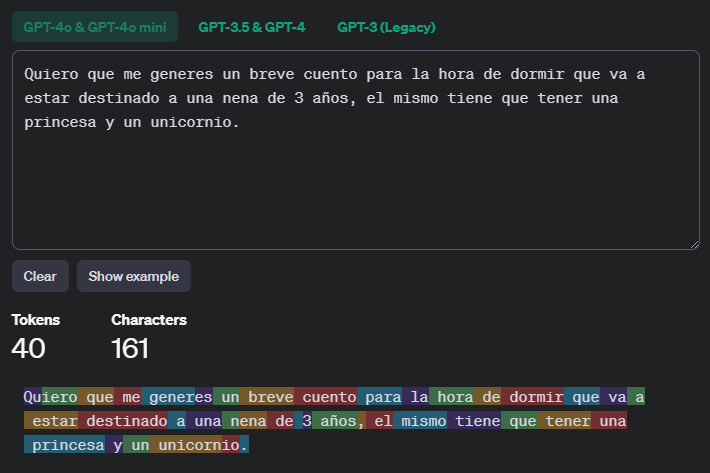 GPT-4o & GPT-4o mini GPT-3.5 & GPT-4 GPT-3 (Legacy)
Quiero que me generes un breve cuento para la hora de dormir que va a
estar destinado a una nena de 3 años, el mismo tiene que tener una
princesa y un unicornio.
Clear Show example
Tokens Characters
40 161
Quiero que me generes un breve cuento para la hora de dormir que va a
estar destinado a una nena de 3 años, el mismo tiene que tener una
princesa y un unicornio.